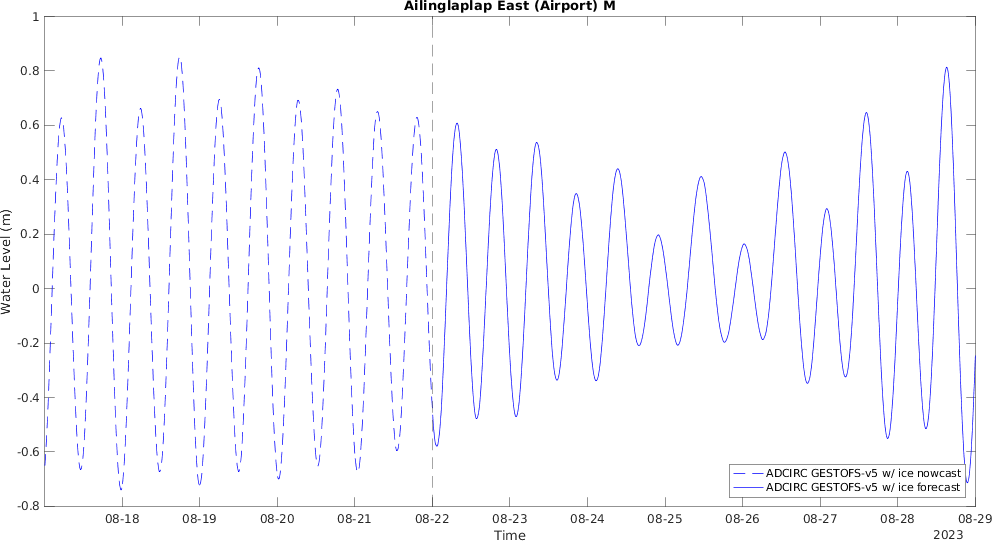 Ailinglaplap East (Airport) M
1
0.8
0.6
0.4
0.2
0
-0.2
-0.4
-0.6
-0.8
Water Level (m)
08-18 08-19 08-20 08-21 08-22 08-23 08-24 08-25 08-26 08-27 08-28 08-29
Time
2023
ADCIRC GESTOFS-v5 w/ ice nowcast
ADCIRC GESTOFS-v5 w/ ice forecast